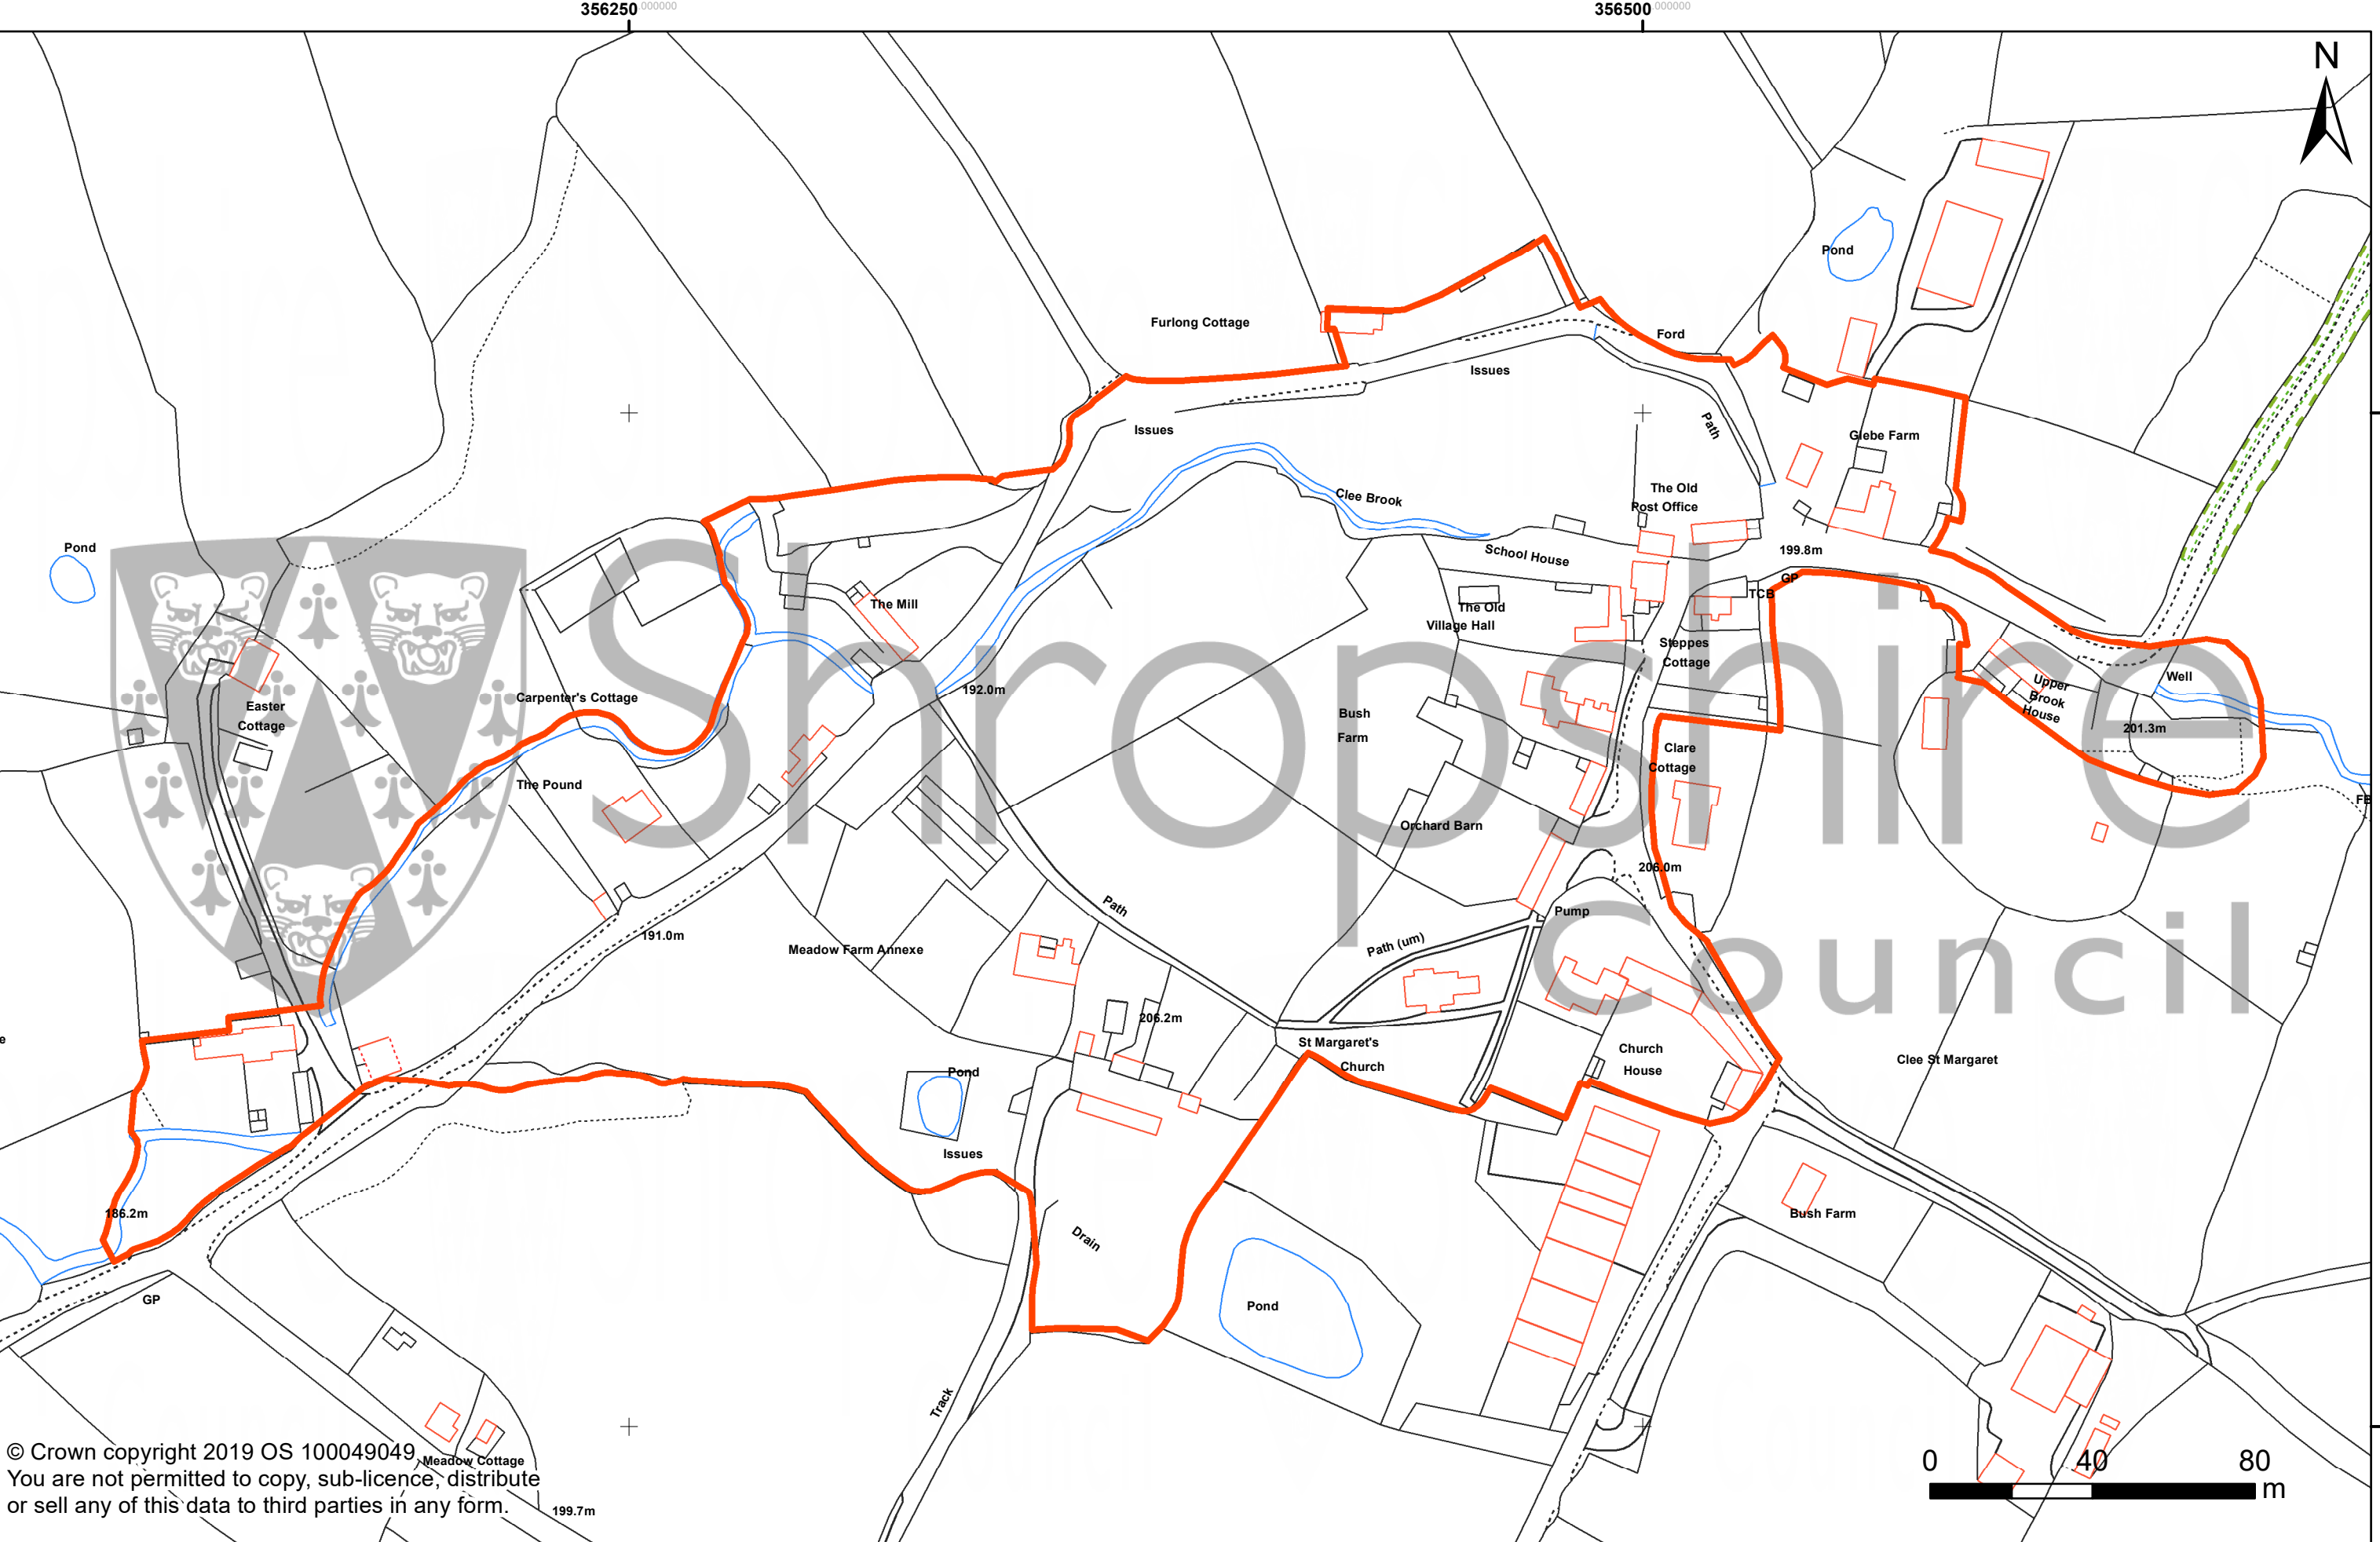 356250.000000
356500.000000
N
Pond
Furlong Cottage
Ford
Issues
Issues
Path
Glebe Farm
Clee Brook
The Old
Post Office
Pond
School House
199.8m
GP
TCB
The Mill
The Old
Village Hall
Steppes
Cottage
Well
Upper
Brook
House
192.0m
Carpenter's Cottage
Easter
Cottage
Bush
Farm
201.3m
Clare
Cottage
The Pound
Orchard Barn
206.0m
Shropshire
Council
Path
Pump
191.0m
Meadow Farm Annexe
Path (um)
206.2m
St Margaret's
Church
Church
House
Clee St Margaret
Pond
Issues
186.2m
Bush Farm
Drain
GP
Pond
Track
Meadow Cottage
199.7m
© Crown copyright 2019 OS 100049049
You are not permitted to copy, sub-licence, distribute
or sell any of this data to third parties in any form.
0 40 80
m